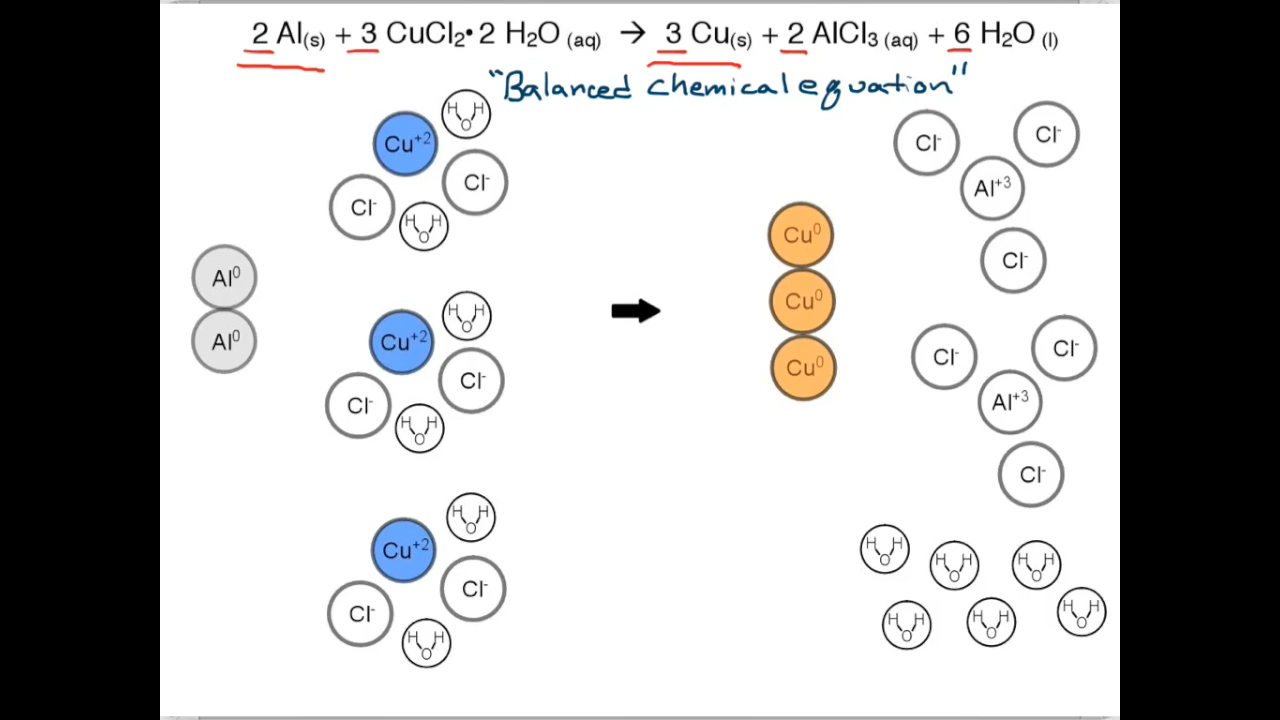 2 Al(s) + 3 CuCl₂•2 H₂O (aq) → 3 Cu(s) + 2 AlCl₃ (aq) + 6 H₂O (l)
"Balanced chemical equation"
Cu⁺² H H O
Cl⁻ Cl⁻
H H O
Cl⁻ Cl⁻
Al⁺³
Cl⁻
Al⁰
Al⁰
Cu⁺² H H O
Cl⁻ Cl⁻
H H O
Cu⁰
Cu⁰
Cu⁰
Cl⁻ Cl⁻
Al⁺³
Cl⁻
Cu⁺² H H O
Cl⁻ Cl⁻
H H O
H H O H H O H H O
H H O H H O H H O